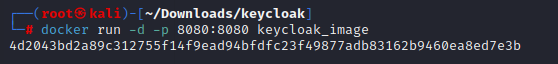 ┌──(root㉿kali)-[~/Downloads/keycloak]
└─# docker run -d -p 8080:8080 keycloak_image
4d2043bd2a89c312755f14f9ead94bfdfc23f49877adb83162b9460ea8ed7e3b